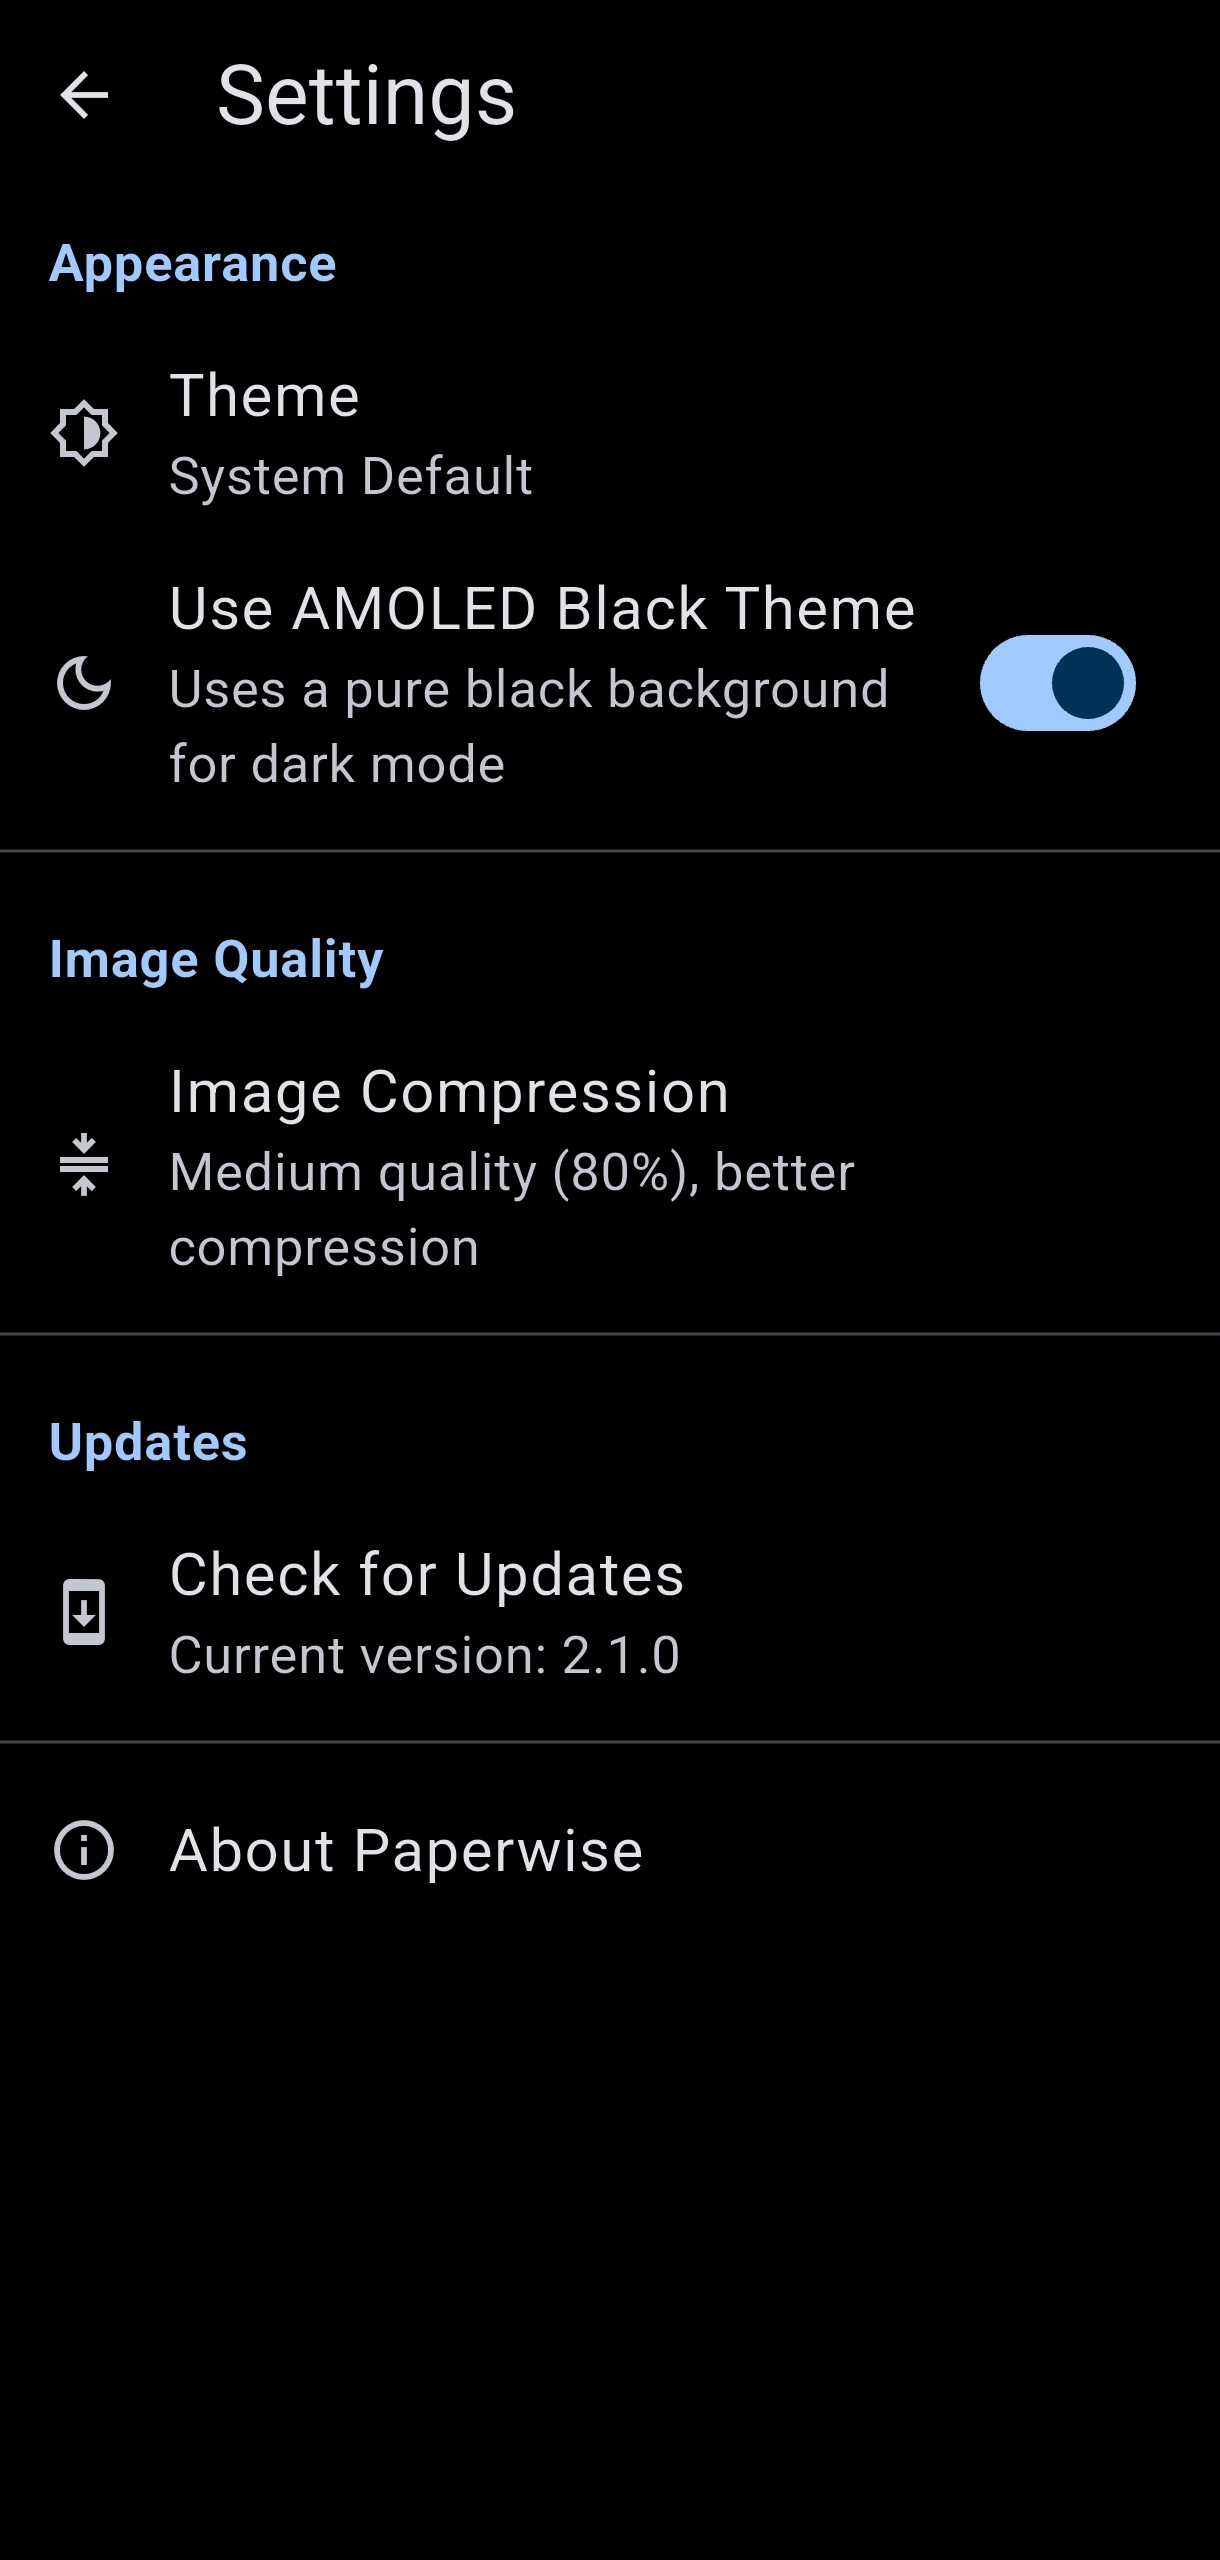 Settings
Appearance
Theme
System Default
Use AMOLED Black Theme
Uses a pure black background
for dark mode
Image Quality
Image Compression
Medium quality (80%), better
compression
Updates
Check for Updates
Current version: 2.1.0
About Paperwise